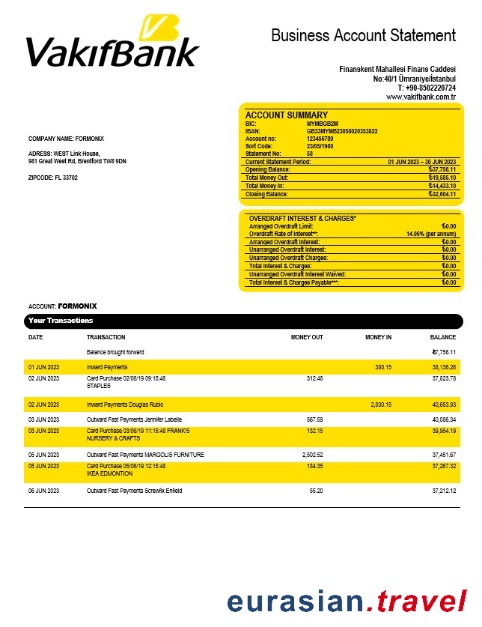 VakıfBank
Business Account Statement
Finanskent Mahallesi Finans Caddesi
No:40/1 Ümraniye/İstanbul
T: +90-8502220724
www.vakifbank.com.tr
ACCOUNT SUMMARY
BIC: MYMBGB2M
IBAN: GB33MYMB23058020353822
Account no: 123456789
Sort Code: 23/05/1980
Statement No: 58
Current Statement Period: 01 JUN 2023 – 30 JUN 2023
Opening Balance: ₺37,756.11
Total Money Out: ₺19,585.10
Total Money In: ₺14,433.10
Closing Balance: ₺32,604.11
COMPANY NAME: FORMONIX
ADRESS: WEST Link House,
981 Great West Rd, Brentford TW8 9DN
ZIPCODE: FL 33702
OVERDRAFT INTEREST & CHARGES*
Arranged Overdraft Limit: ₺0.00
Overdraft Rate of Interest**: 14.06% (per annum)
Arranged Overdraft Interest: ₺0.00
Unarranged Overdraft Interest: ₺0.00
Unarranged Overdraft Charges: ₺0.00
Total Interest & Charges: ₺0.00
Unarranged Overdraft Interest Waived: ₺0.00
Total Interest & Charges Payable***: ₺0.00
ACCOUNT: FORMONIX
Your Transactions
DATE TRANSACTION MONEY OUT MONEY IN BALANCE
Balance brought forward ₺7,756.11
01 JUN 2023 Inward Payments 380.15 38,136.26
02 JUN 2023 Card Purchase 02/06/19 09:15:48 312.48 37,823.78
STAPLES
02 JUN 2023 Inward Payments Douglas Rubio 2,830.15 40,653.93
03 JUN 2023 Outward Fast Payments Jennifer Labelle 567.59 40,086.34
03 JUN 2023 Card Purchase 03/06/19 11:15:48 FRANK'S 132.15 39,954.19
NURSERY & CRAFTS
05 JUN 2023 Outward Fast Payments MARGOLIS FURNITURE 2,502.52 37,451.67
05 JUN 2023 Card Purchase 05/06/19 12:15:48 184.35 37,267.32
IKEA EDMONTION
06 JUN 2023 Outward Fast Payments Screwfix Enfield 55.20 37,212.12
eurasian.travel